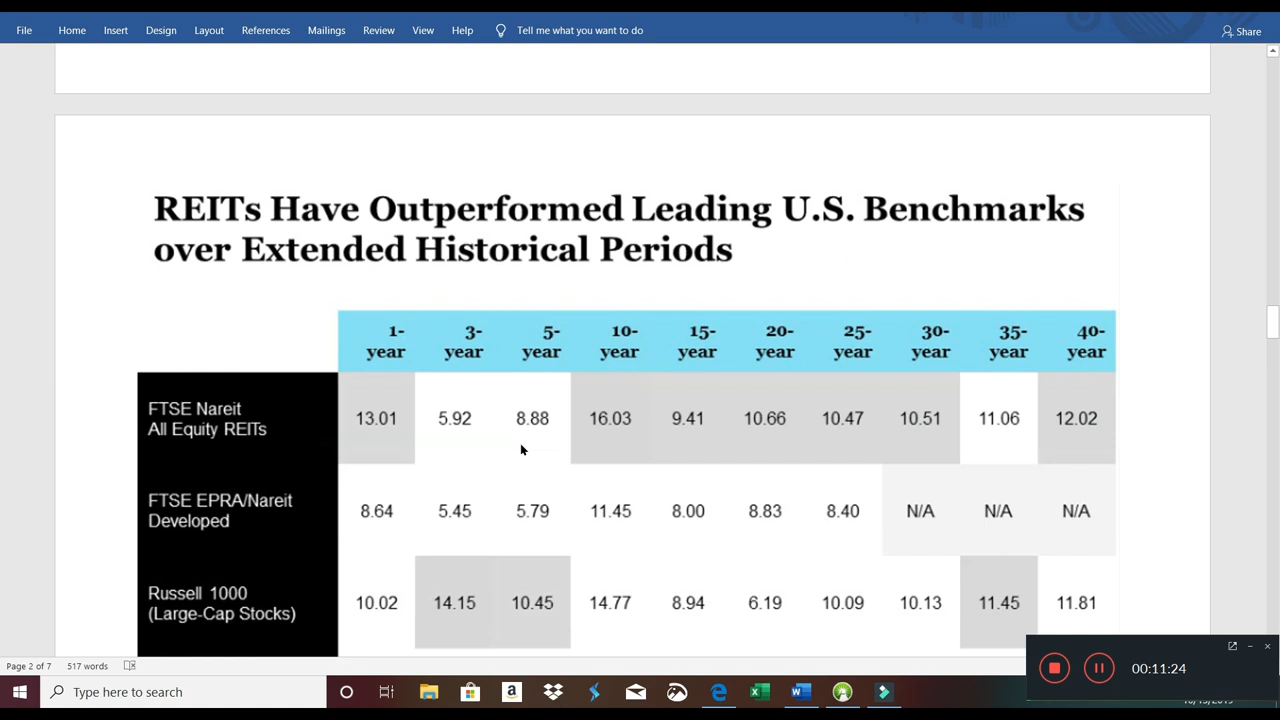 File Home Insert Design Layout References Mailings Review View Help Tell me what you want to do Share
REITs Have Outperformed Leading U.S. Benchmarks
over Extended Historical Periods
1-year 3-year 5-year 10-year 15-year 20-year 25-year 30-year 35-year 40-year
FTSE Nareit
All Equity REITs
13.01 5.92 8.88 16.03 9.41 10.66 10.47 10.51 11.06 12.02
FTSE EPRA/Nareit
Developed
8.64 5.45 5.79 11.45 8.00 8.83 8.40 N/A N/A N/A
Russell 1000
(Large-Cap Stocks)
10.02 14.15 10.45 14.77 8.94 6.19 10.09 10.13 11.45 11.81
Page 2 of 7 517 words
00:11:24
Type here to search